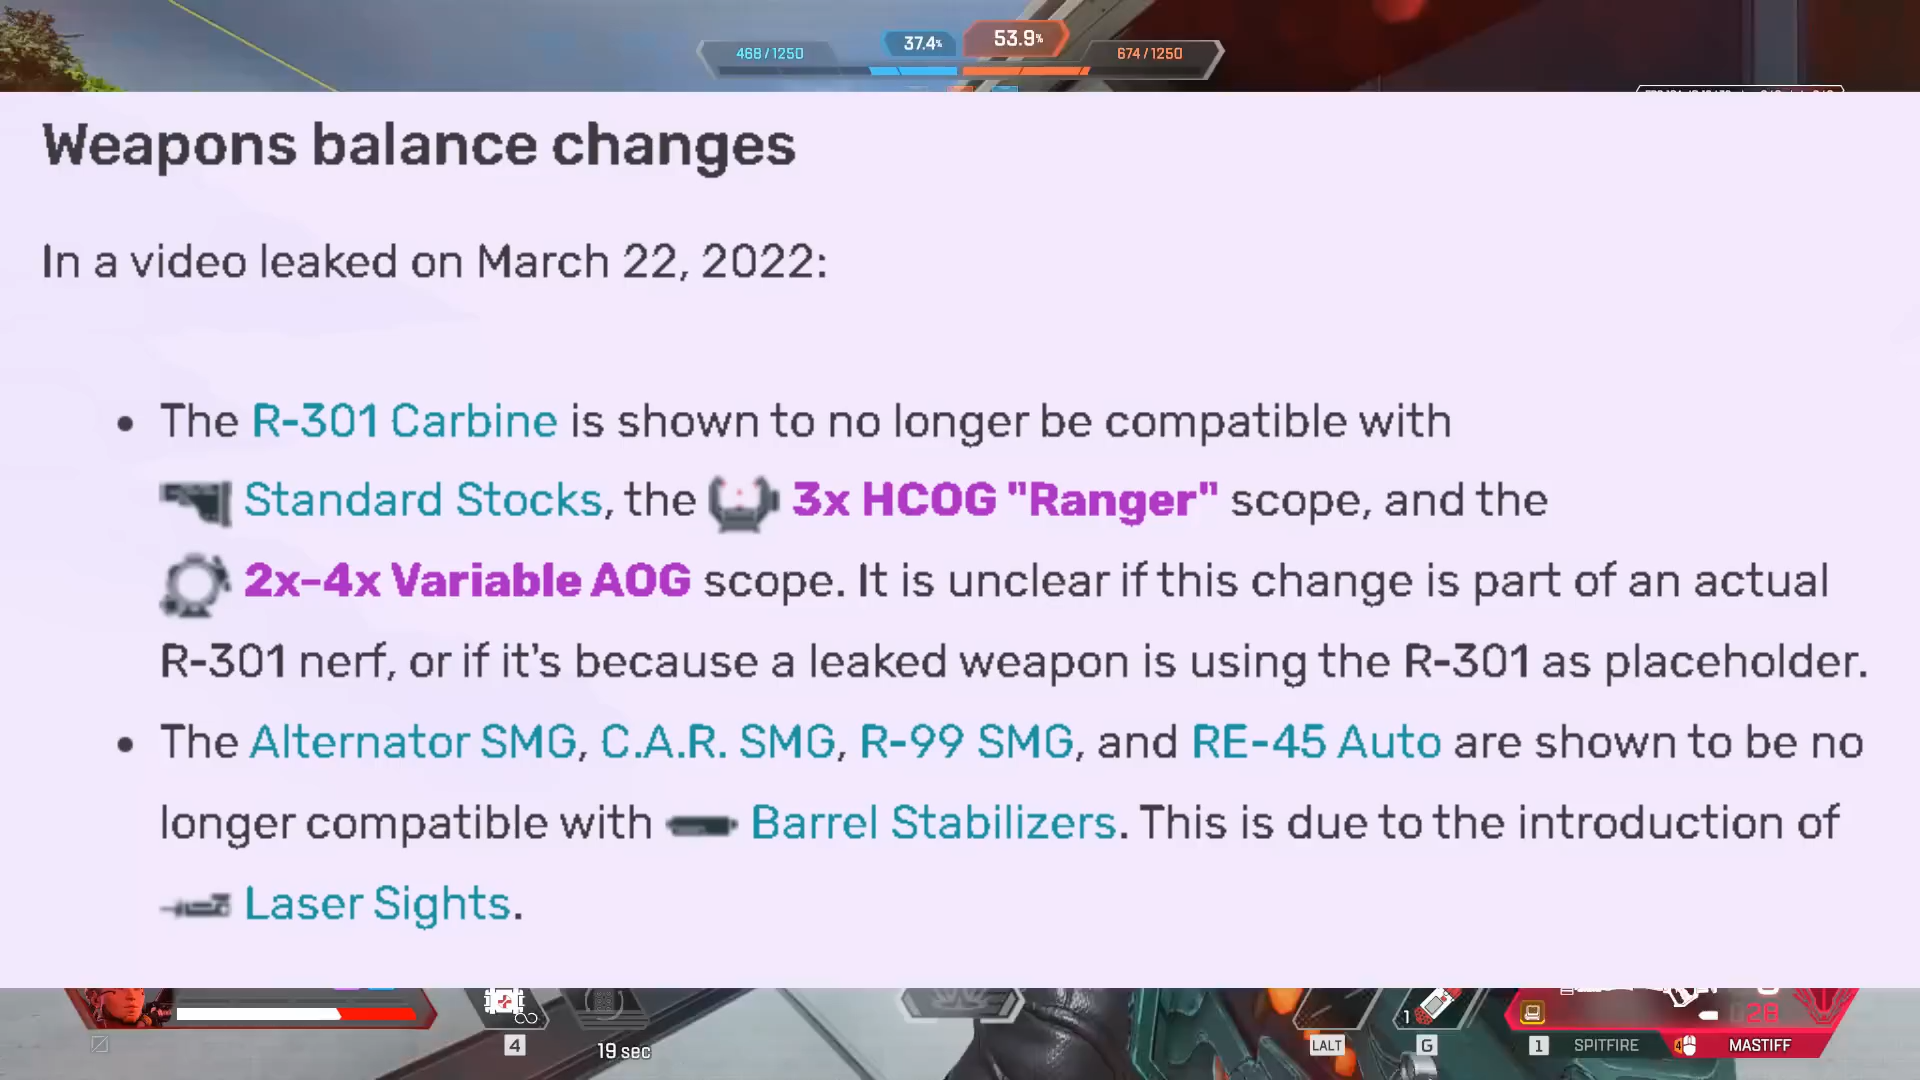 468/1250
37.4%
53.9%
674/1250
Weapons balance changes
In a video leaked on March 22, 2022:
• The R-301 Carbine is shown to no longer be compatible with
Standard Stocks, the 3x HCOG "Ranger" scope, and the
2x-4x Variable AOG scope. It is unclear if this change is part of an actual
R-301 nerf, or if it's because a leaked weapon is using the R-301 as placeholder.
• The Alternator SMG, C.A.R. SMG, R-99 SMG, and RE-45 Auto are shown to be no
longer compatible with Barrel Stabilizers. This is due to the introduction of
Laser Sights.
1
28
4
19 sec
LALT
G
1
SPITFIRE
MASTIFF